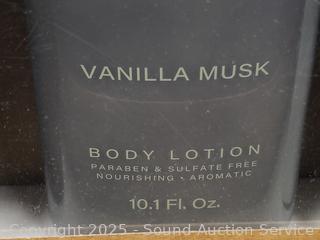 VANILLA MUSK
BODY LOTION
PARABEN & SULFATE FREE
NOURISHING • AROMATIC
10.1 Fl. Oz.
Copyright 2025 - Sound Auction Service